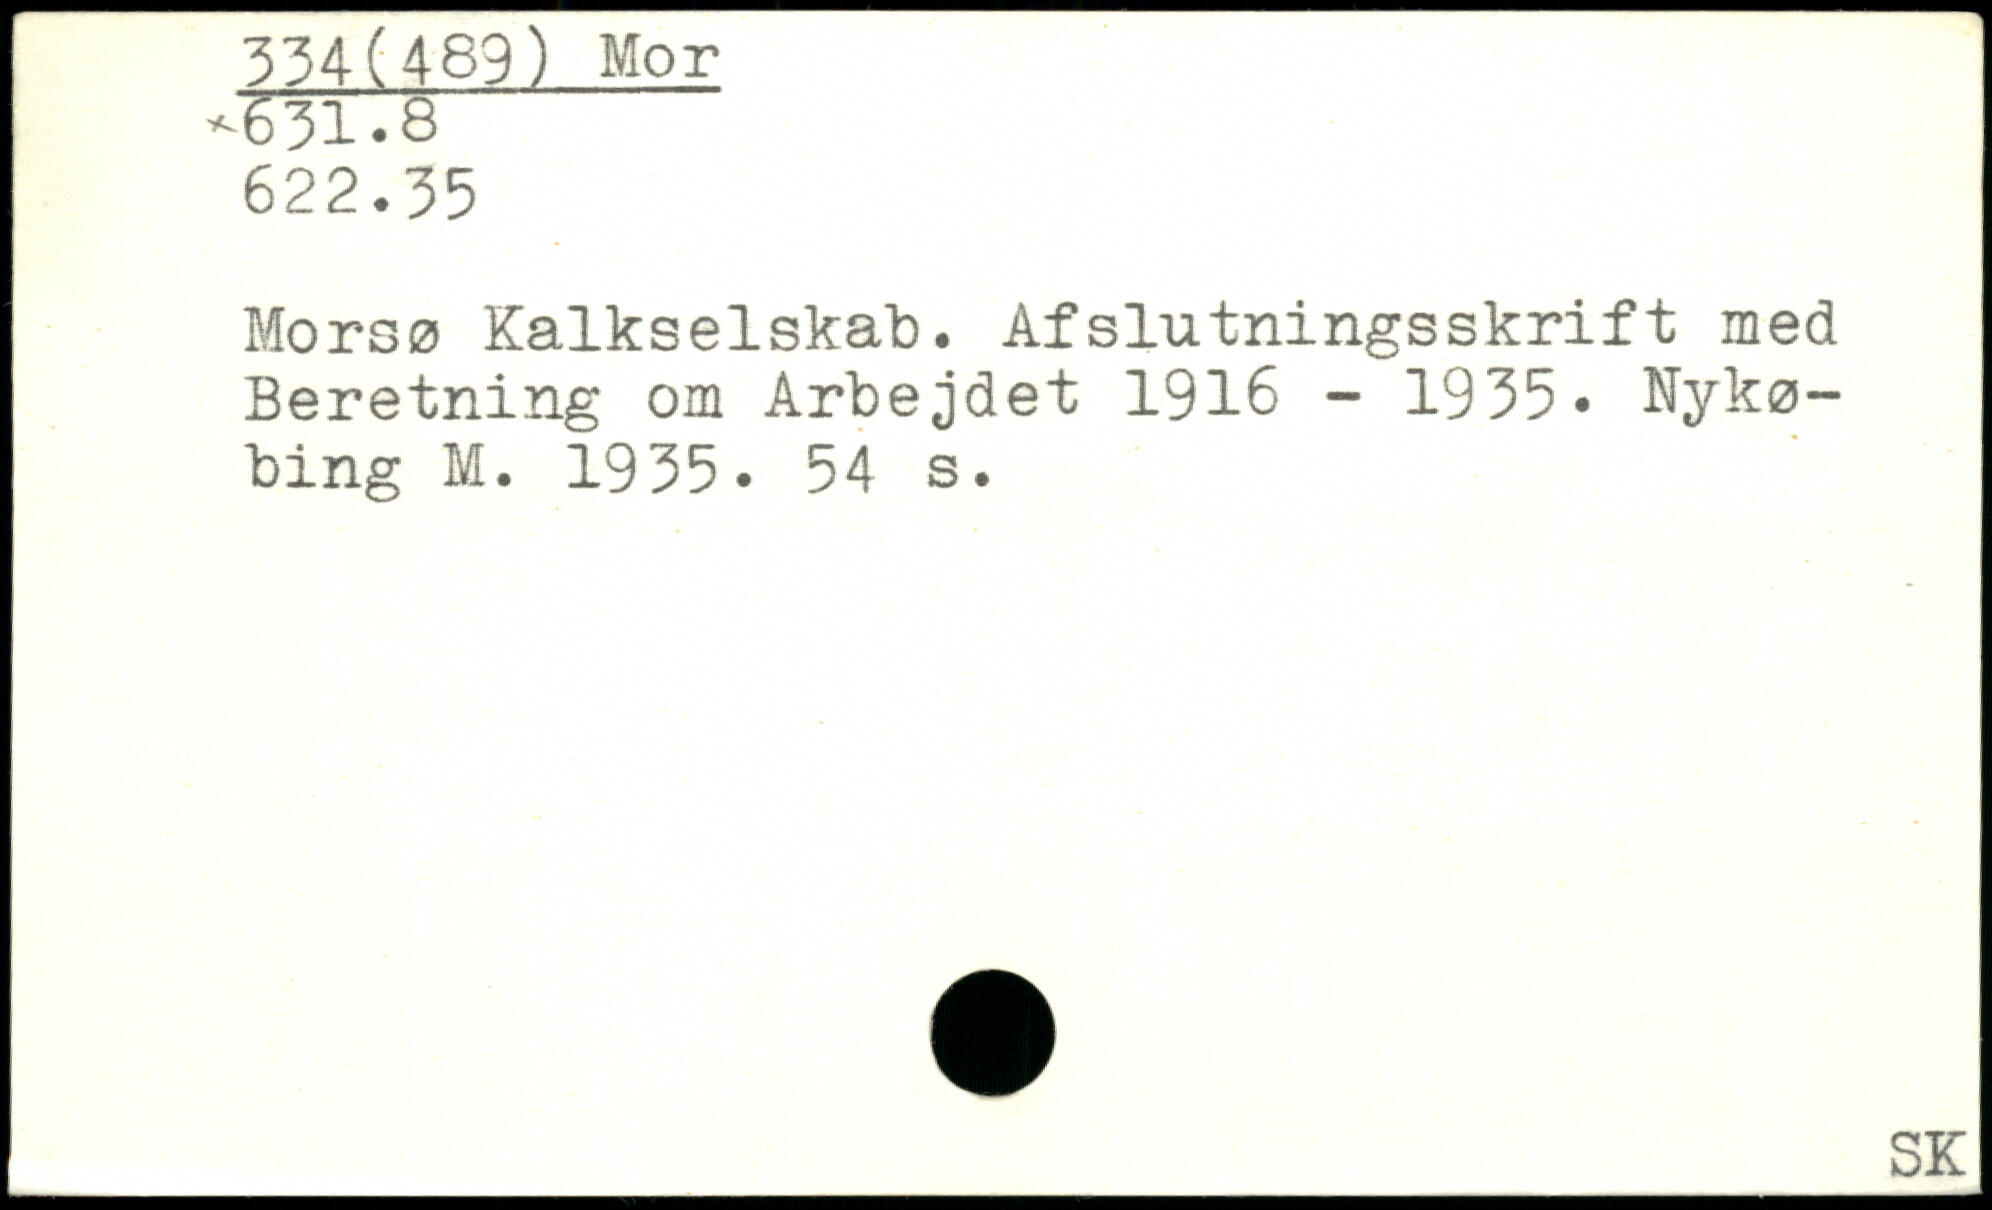 334(489) Mor
×631.8
622.35
Morsø Kalkselskab. Afslutningsskrift med
Beretning om Arbejdet 1916 - 1935. Nykø-
bing M. 1935. 54 s.
SK